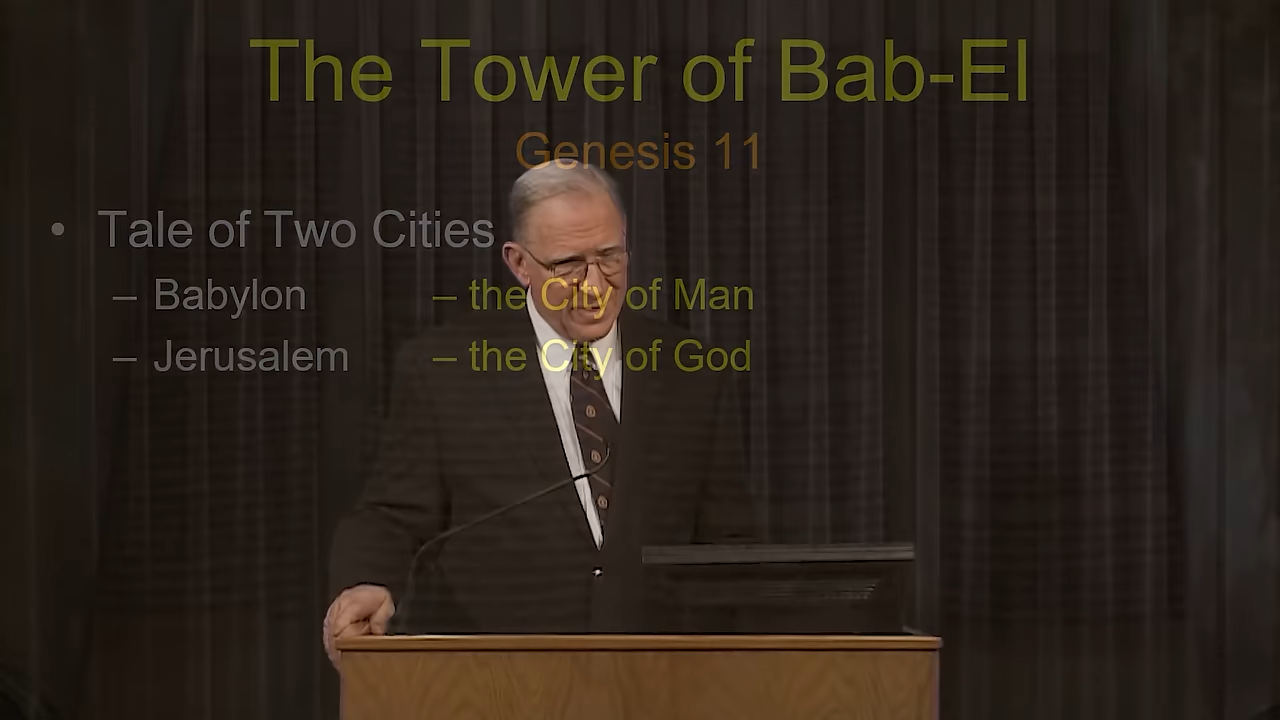 The Tower of Bab-El
Genesis 11
• Tale of Two Cities
– Babylon – the City of Man
– Jerusalem – the City of God